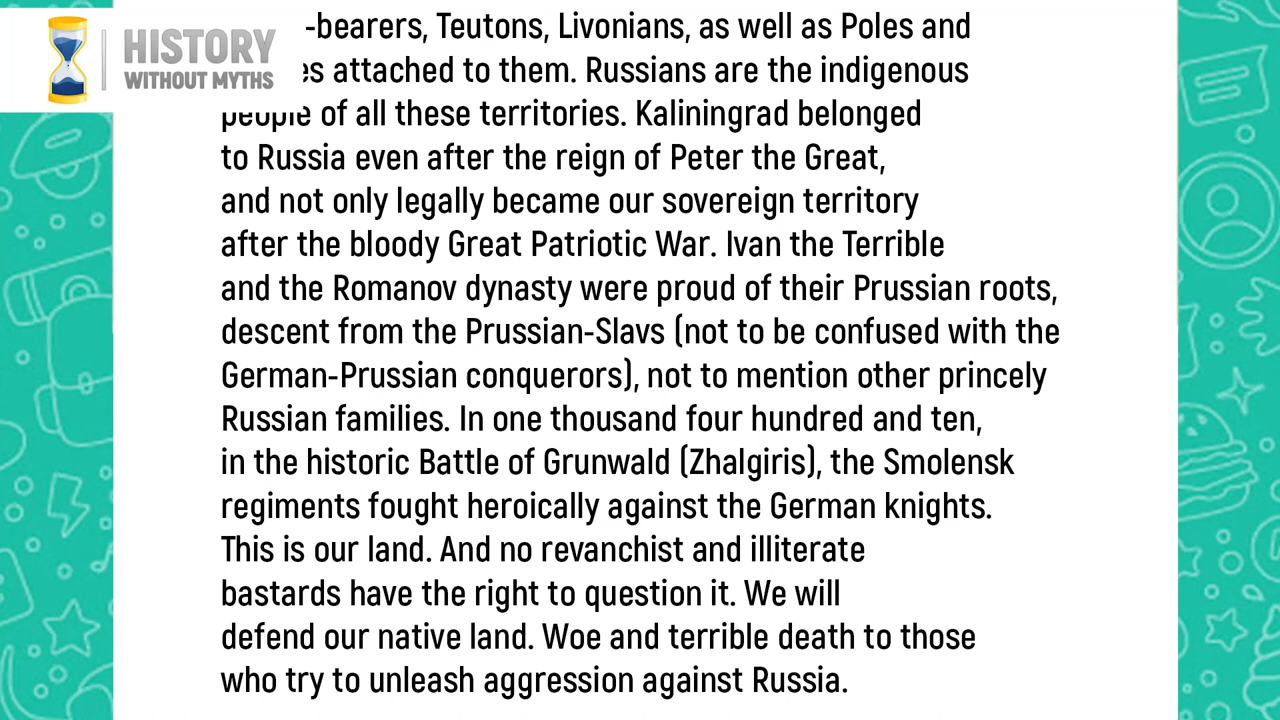 HISTORY
WITHOUT MYTHS
-bearers, Teutons, Livonians, as well as Poles and
es attached to them. Russians are the indigenous
people of all these territories. Kaliningrad belonged
to Russia even after the reign of Peter the Great,
and not only legally became our sovereign territory
after the bloody Great Patriotic War. Ivan the Terrible
and the Romanov dynasty were proud of their Prussian roots,
descent from the Prussian-Slavs (not to be confused with the
German-Prussian conquerors), not to mention other princely
Russian families. In one thousand four hundred and ten,
in the historic Battle of Grunwald (Zhalgiris), the Smolensk
regiments fought heroically against the German knights.
This is our land. And no revanchist and illiterate
bastards have the right to question it. We will
defend our native land. Woe and terrible death to those
who try to unleash aggression against Russia.